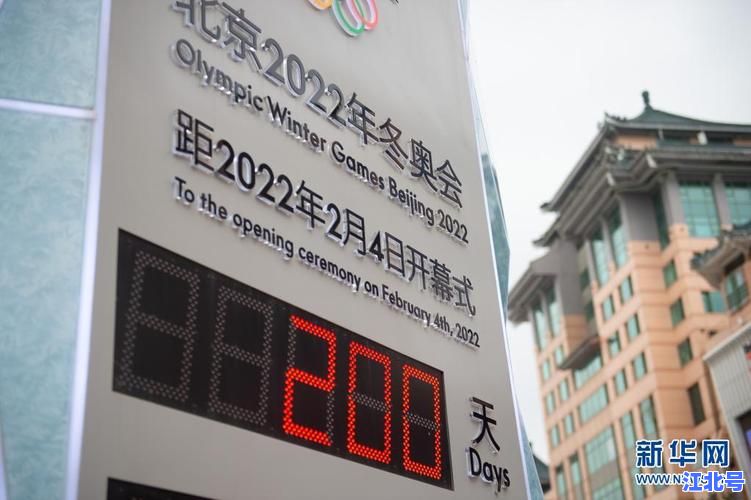 北京2022年冬奥会
Olympic Winter Games Beijing 2022
距2022年2月4日开幕式
To the opening ceremony on February 4th, 2022
200
天
Days
新华网
江北号